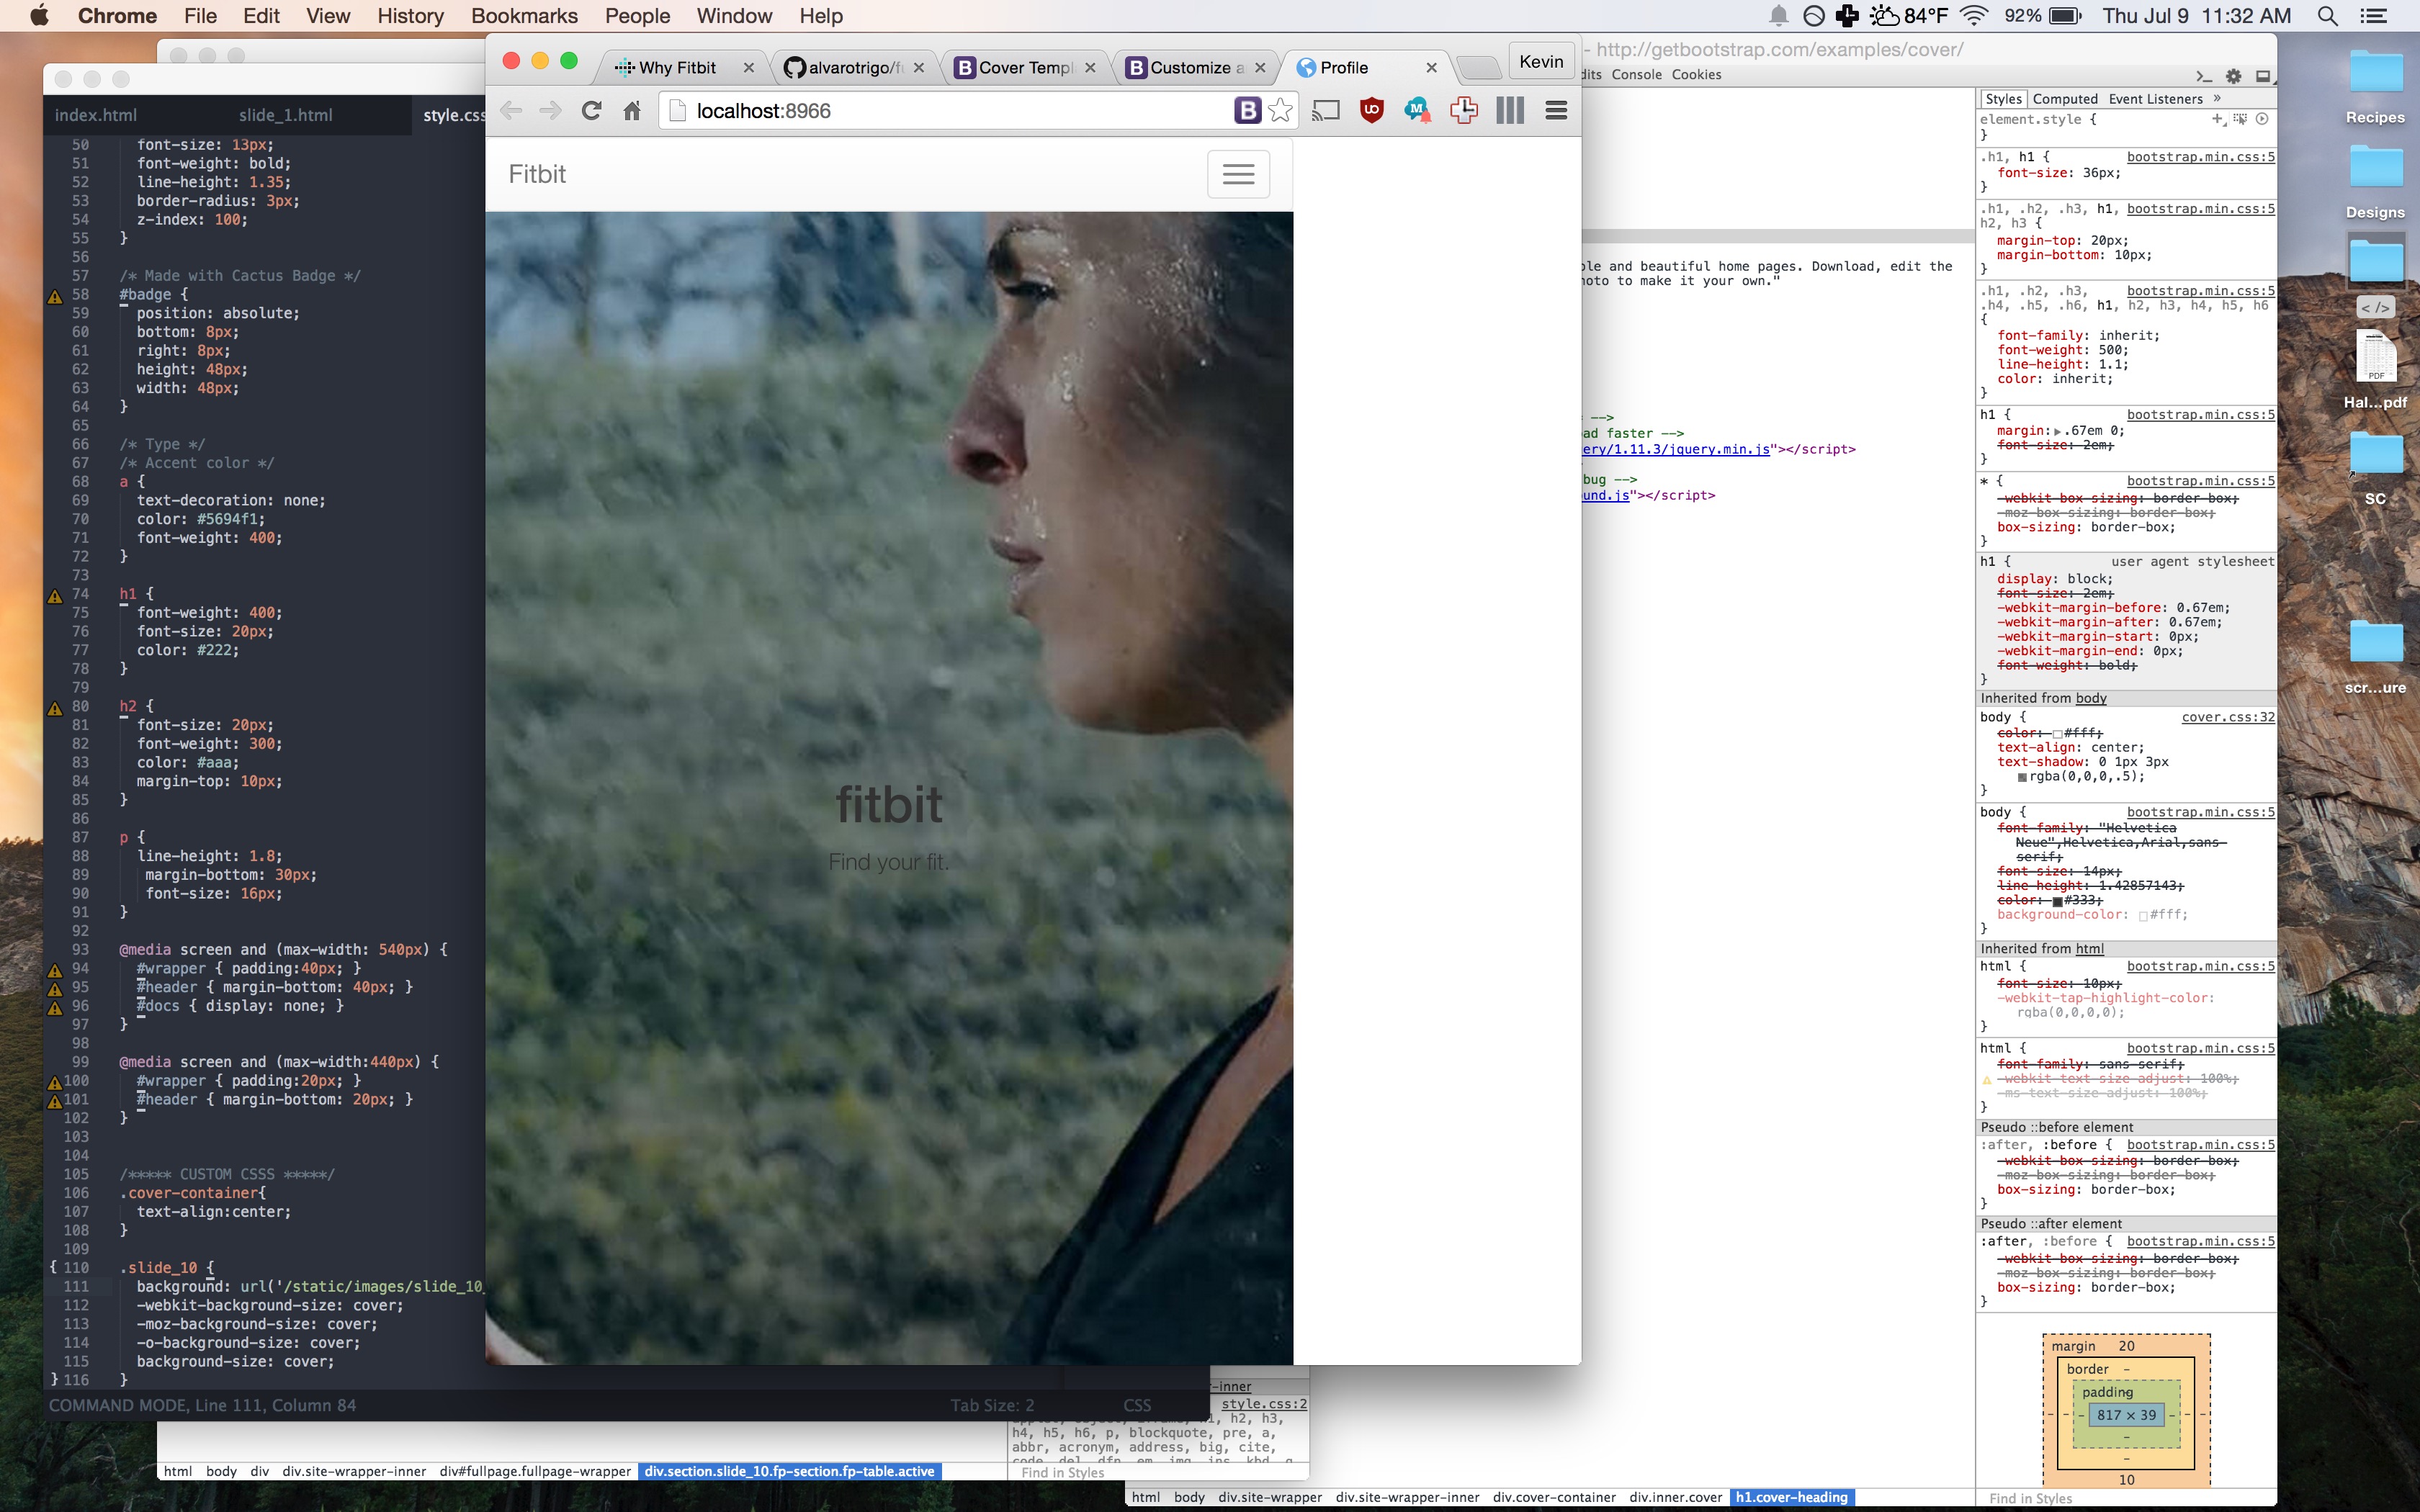 Chrome File Edit View History Bookmarks People Window Help 84°F 92% Thu Jul 9 11:32 AM
Why Fitbit
alvarotrigo/fu
Cover Templ
Customize a
Profile
Kevin
- http://getbootstrap.com/examples/cover/
Console Cookies
localhost:8966
Fitbit
fitbit
Find your fit.
index.html slide_1.html style.css
50 font-size: 13px;
51 font-weight: bold;
52 line-height: 1.35;
53 border-radius: 3px;
54 z-index: 100;
55 }
56
57 /* Made with Cactus Badge */
58 #badge {
59 position: absolute;
60 bottom: 8px;
61 right: 8px;
62 height: 48px;
63 width: 48px;
64 }
65
66 /* Type */
67 /* Accent color */
68 a {
69 text-decoration: none;
70 color: #5694f1;
71 font-weight: 400;
72 }
73
74 h1 {
75 font-weight: 400;
76 font-size: 20px;
77 color: #222;
78 }
79
80 h2 {
81 font-size: 20px;
82 font-weight: 300;
83 color: #aaa;
84 margin-top: 10px;
85 }
86
87 p {
88 line-height: 1.8;
89 margin-bottom: 30px;
90 font-size: 16px;
91 }
92
93 @media screen and (max-width: 540px) {
94 #wrapper { padding:40px; }
95 #header { margin-bottom: 40px; }
96 #docs { display: none; }
97 }
98
99 @media screen and (max-width:440px) {
100 #wrapper { padding:20px; }
101 #header { margin-bottom: 20px; }
102 }
103
104
105 /***** CUSTOM CSSS *****/
106 .cover-container{
107 text-align:center;
108 }
109
{ 110 .slide_10 {
111 background: url('/static/images/slide_10
112 -webkit-background-size: cover;
113 -moz-background-size: cover;
114 -o-background-size: cover;
115 background-size: cover;
} 116 }
COMMAND MODE, Line 111, Column 84 Tab Size: 2 CSS
ble and beautiful home pages. Download, edit the
hoto to make it your own."
-->
ad faster -->
ery/1.11.3/jquery.min.js"></script>
bug -->
und.js"></script>
Styles Computed Event Listeners »
element.style {
}
.h1, h1 { bootstrap.min.css:5
font-size: 36px;
}
.h1, .h2, .h3, h1, bootstrap.min.css:5
h2, h3 {
margin-top: 20px;
margin-bottom: 10px;
}
.h1, .h2, .h3, bootstrap.min.css:5
.h4, .h5, .h6, h1, h2, h3, h4, h5, h6
{
font-family: inherit;
font-weight: 500;
line-height: 1.1;
color: inherit;
}
h1 { bootstrap.min.css:5
margin: .67em 0;
font-size: 2em;
}
* { bootstrap.min.css:5
-webkit-box-sizing: border-box;
-moz-box-sizing: border-box;
box-sizing: border-box;
}
h1 { user agent stylesheet
display: block;
font-size: 2em;
-webkit-margin-before: 0.67em;
-webkit-margin-after: 0.67em;
-webkit-margin-start: 0px;
-webkit-margin-end: 0px;
font-weight: bold;
}
Inherited from body
body { cover.css:32
color: #fff;
text-align: center;
text-shadow: 0 1px 3px
rgba(0,0,0,.5);
}
body { bootstrap.min.css:5
font-family: "Helvetica
Neue",Helvetica,Arial,sans-
serif;
font-size: 14px;
line-height: 1.42857143;
color: #333;
background-color: #fff;
}
Inherited from html
html { bootstrap.min.css:5
font-size: 10px;
-webkit-tap-highlight-color:
rgba(0,0,0,0);
}
html { bootstrap.min.css:5
font-family: sans-serif;
-webkit-text-size-adjust: 100%;
-ms-text-size-adjust: 100%;
}
Pseudo ::before element
:after, :before { bootstrap.min.css:5
-webkit-box-sizing: border-box;
-moz-box-sizing: border-box;
box-sizing: border-box;
}
Pseudo ::after element
:after, :before { bootstrap.min.css:5
-webkit-box-sizing: border-box;
-moz-box-sizing: border-box;
box-sizing: border-box;
}
margin 20
border -
padding
817 × 39
-
-
10
Find in Styles
-inner
style.css:2
h4, h5, h6, p, blockquote, pre, a,
abbr, acronym, address, big, cite,
Find in Styles
html body div div.site-wrapper-inner div#fullpage.fullpage-wrapper div.section.slide_10.fp-section.fp-table.active
html body div.site-wrapper div.site-wrapper-inner div.cover-container div.inner.cover h1.cover-heading
Recipes
Designs
</>
PDF
Hal...pdf
SC
scr...ure